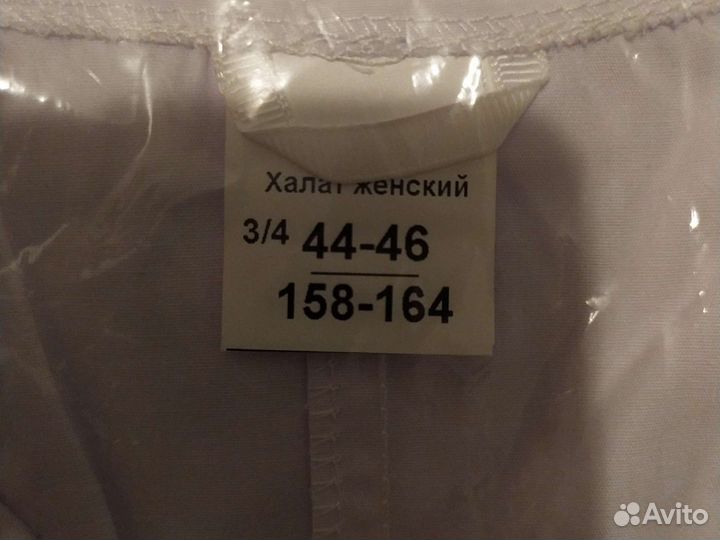 Халат женский
3/4 44-46
158-164
Avito